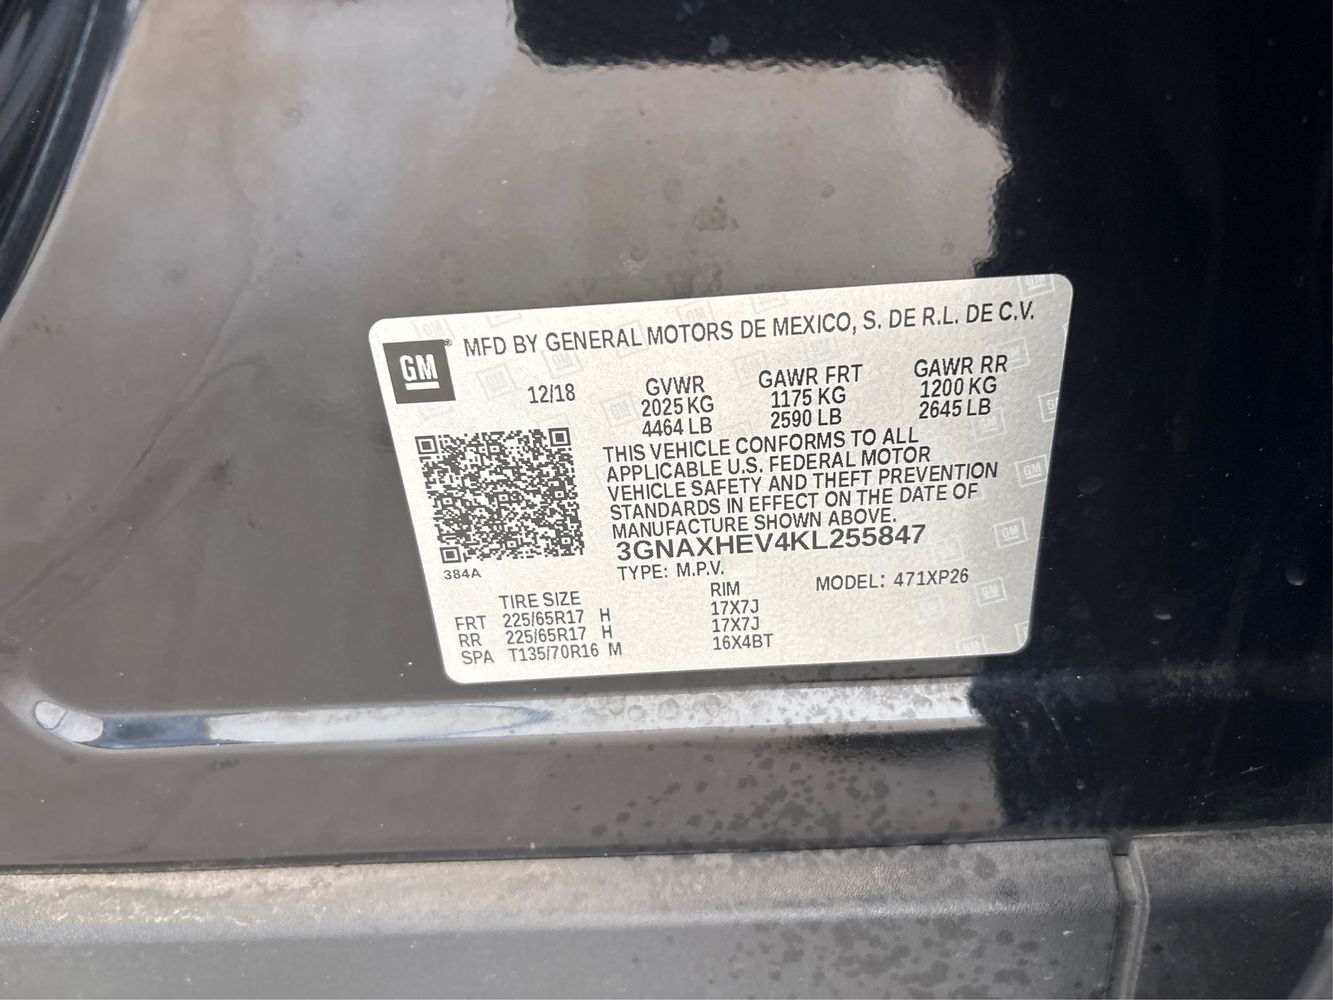 GM ® MFD BY GENERAL MOTORS DE MEXICO, S. DE R.L. DE C.V.
12/18 GVWR GAWR FRT GAWR RR
2025 KG 1175 KG 1200 KG
4464 LB 2590 LB 2645 LB
THIS VEHICLE CONFORMS TO ALL
APPLICABLE U.S. FEDERAL MOTOR
VEHICLE SAFETY AND THEFT PREVENTION
STANDARDS IN EFFECT ON THE DATE OF
MANUFACTURE SHOWN ABOVE.
3GNAXHEV4KL255847
384A
TYPE: M.P.V. MODEL: 471XP26
TIRE SIZE RIM
FRT 225/65R17 H 17X7J
RR 225/65R17 H 17X7J
SPA T135/70R16 M 16X4BT